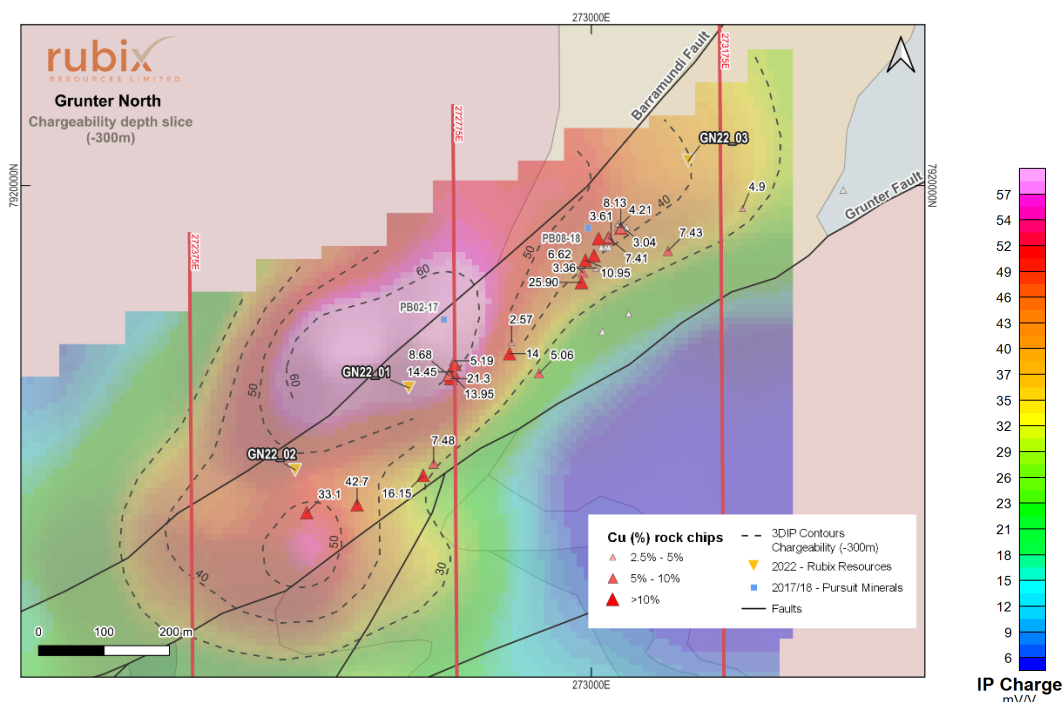 rubix
RESOURCES LIMITED
Grunter North
Chargeability depth slice
(-300m)
273000E
273175E
272775E
272375E
7920000N
7920000N
Barramundi Fault
Grunter Fault
GN22_03
4.9
8.13
4.21
3.61
40
PB08-18
3.04
7.43
50
6.62
7.41
3.36
10.95
25.90
60
PB02-17
2.57
14
8.68
5.19
5.06
GN22_01
14.45
21.3
60
50
13.95
7.48
GN22_02
42.7
16.15
33.1
50
40
30
0 100 200 m
273000E
Cu (%) rock chips
2.5% - 5%
5% - 10%
>10%
3DIP Contours
Chargeability (-300m)
2022 - Rubix Resources
2017/18 - Pursuit Minerals
Faults
57
54
52
49
46
43
40
37
34
32
29
26
23
21
18
15
12
9
6
IP Charge
mV/V